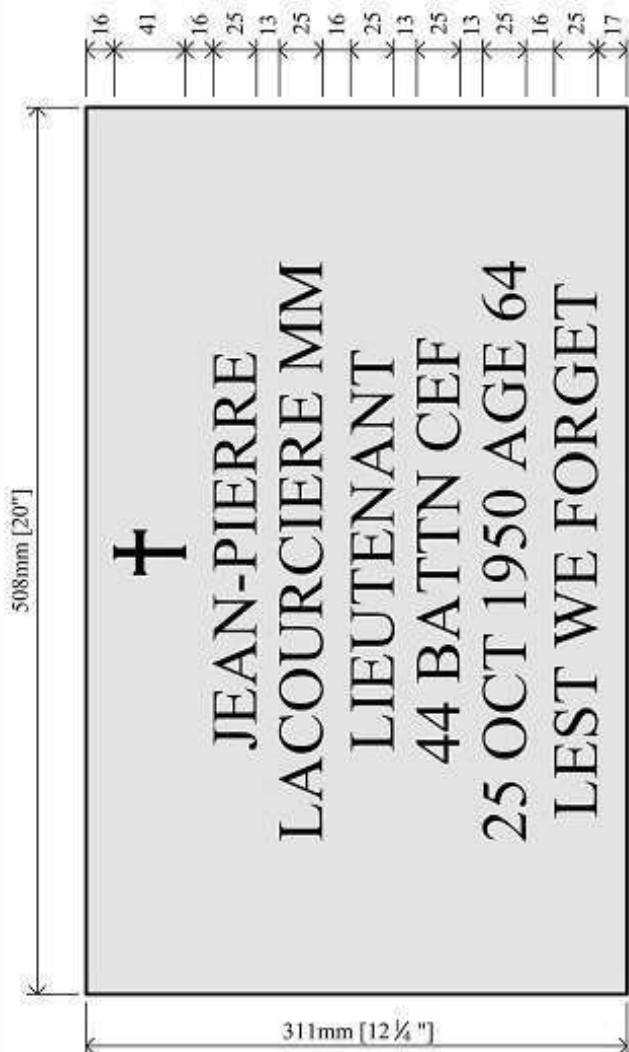 16 41 16 25 13 25 16 25 13 25 13 25 16 25 17
508mm [20"]
JEAN-PIERRE
LACOURCIERE MM
LIEUTENANT
44 BATTN CEF
25 OCT 1950 AGE 64
LEST WE FORGET
311mm [12 ¼ "]